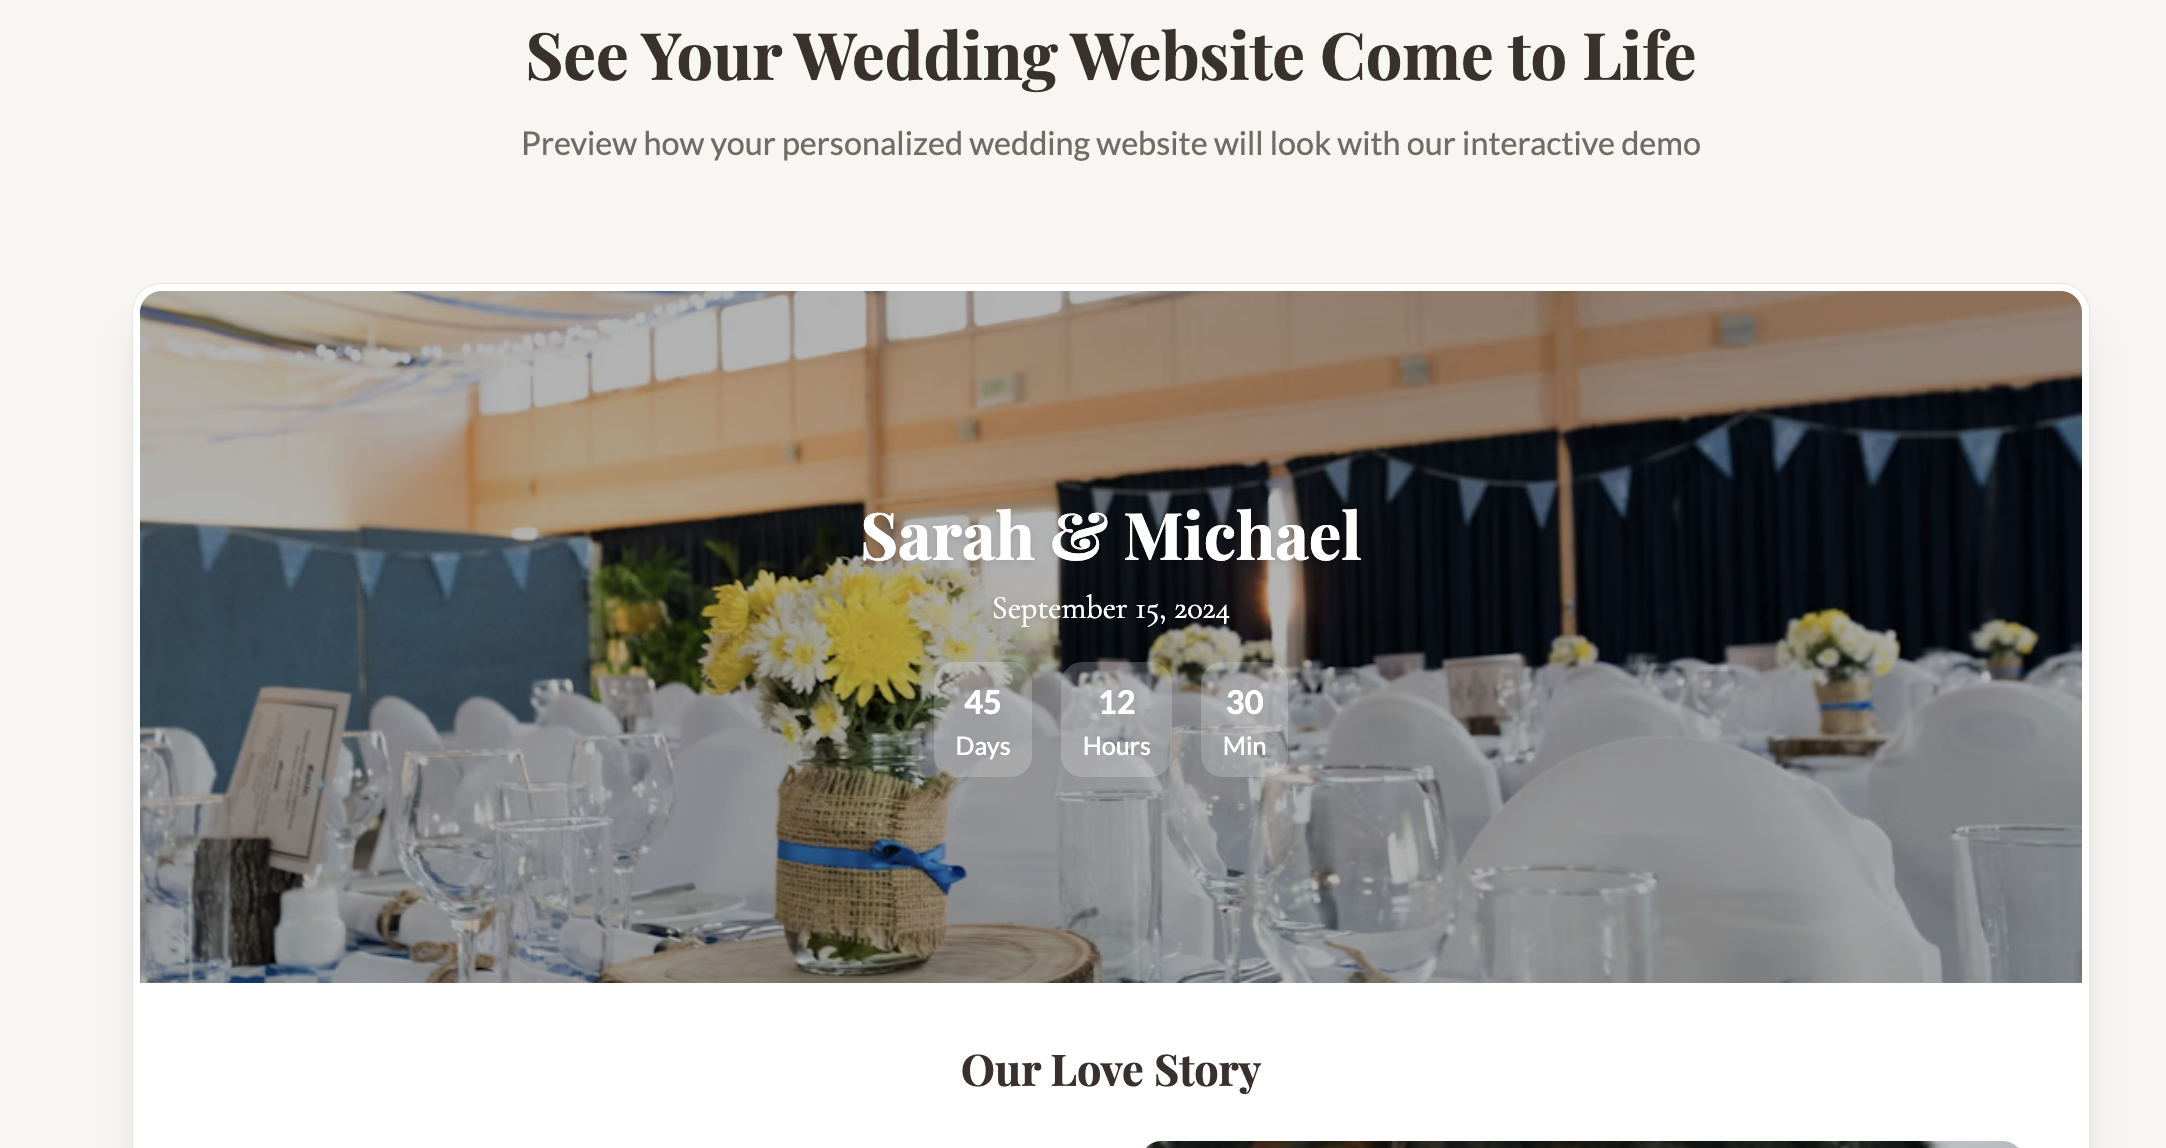 See Your Wedding Website Come to Life
Preview how your personalized wedding website will look with our interactive demo
Sarah & Michael
September 15, 2024
45 12 30
Days Hours Min
Our Love Story